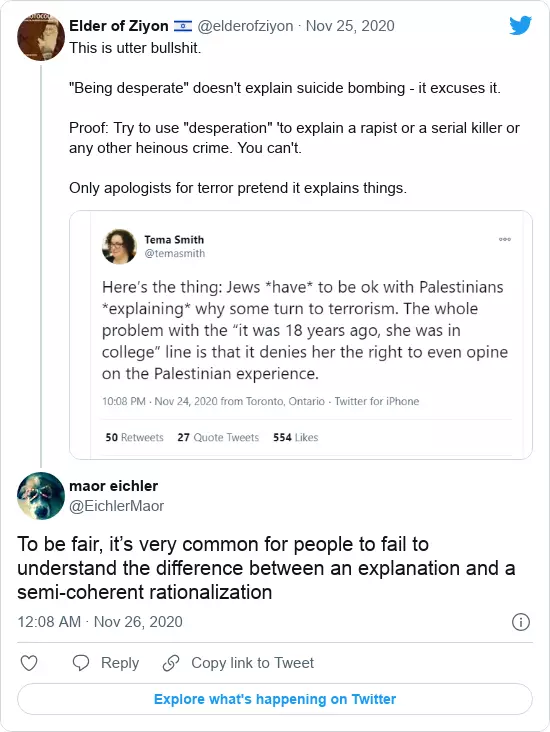 Elder of Ziyon 🇮🇱 @elderofziyon · Nov 25, 2020
This is utter bullshit.
"Being desperate" doesn't explain suicide bombing - it excuses it.
Proof: Try to use "desperation" 'to explain a rapist or a serial killer or
any other heinous crime. You can't.
Only apologists for terror pretend it explains things.
Tema Smith
@temasmith
Here's the thing: Jews *have* to be ok with Palestinians
*explaining* why some turn to terrorism. The whole
problem with the “it was 18 years ago, she was in
college” line is that it denies her the right to even opine
on the Palestinian experience.
10:08 PM · Nov 24, 2020 from Toronto, Ontario · Twitter for iPhone
50 Retweets 27 Quote Tweets 554 Likes
maor eichler
@EichlerMaor
To be fair, it’s very common for people to fail to
understand the difference between an explanation and a
semi-coherent rationalization
12:08 AM · Nov 26, 2020
Reply Copy link to Tweet
Explore what's happening on Twitter